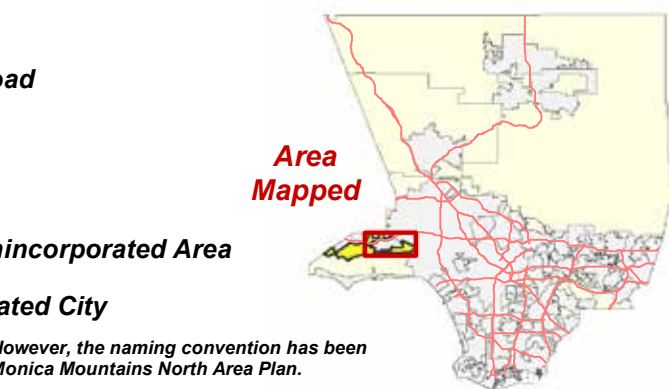 oad
Area
Mapped
nincorporated Area
ated City
However, the naming convention has been
Monica Mountains North Area Plan.